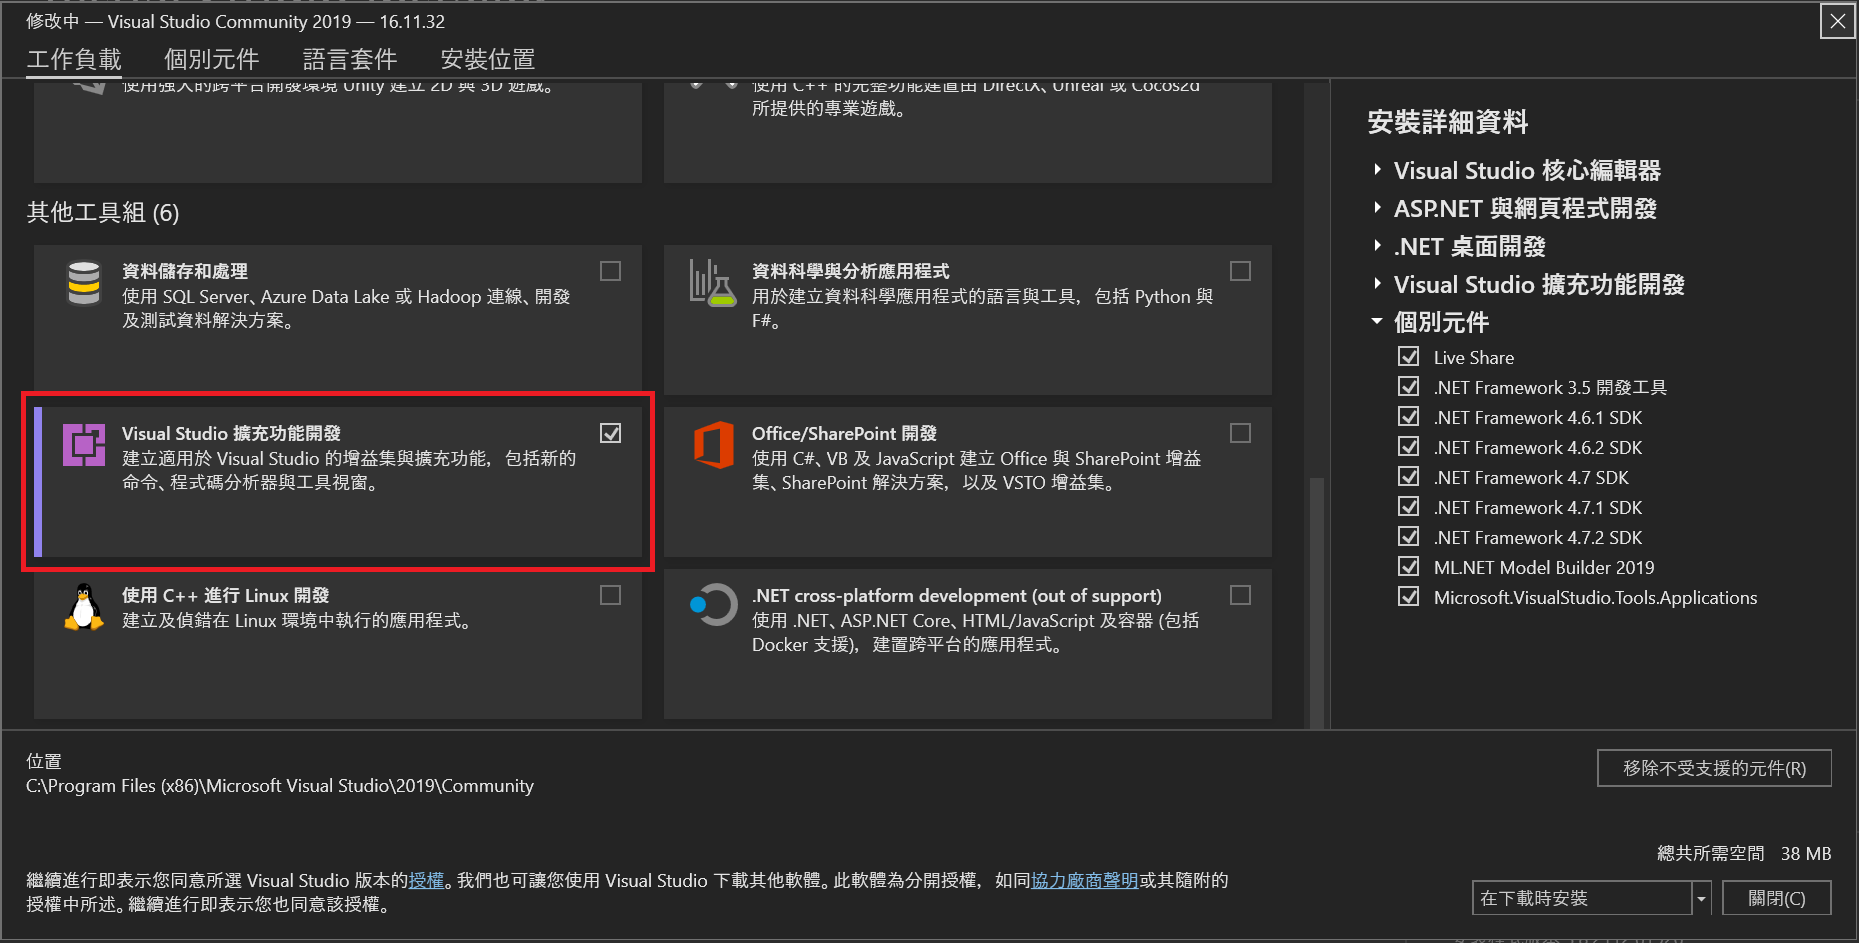 修改中 — Visual Studio Community 2019 — 16.11.32
工作負載 個別元件 語言套件 安裝位置
使用強大的跨平台開發環境 Unity 建立 2D 與 3D 遊戲。
使用 C++ 的完整功能建置由 DirectX、Unreal 或 Cocos2d
所提供的專業遊戲。
其他工具組 (6)
資料儲存和處理
使用 SQL Server、Azure Data Lake 或 Hadoop 連線、開發
及測試資料解決方案。
資料科學與分析應用程式
用於建立資料科學應用程式的語言與工具，包括 Python 與
F#。
Visual Studio 擴充功能開發
建立適用於 Visual Studio 的增益集與擴充功能，包括新的
命令、程式碼分析器與工具視窗。
Office/SharePoint 開發
使用 C#、VB 及 JavaScript 建立 Office 與 SharePoint 增益
集、SharePoint 解決方案，以及 VSTO 增益集。
使用 C++ 進行 Linux 開發
建立及偵錯在 Linux 環境中執行的應用程式。
.NET cross-platform development (out of support)
使用 .NET、ASP.NET Core、HTML/JavaScript 及容器 (包括
Docker 支援)，建置跨平台的應用程式。
安裝詳細資料
Visual Studio 核心編輯器
ASP.NET 與網頁程式開發
.NET 桌面開發
Visual Studio 擴充功能開發
個別元件
Live Share
.NET Framework 3.5 開發工具
.NET Framework 4.6.1 SDK
.NET Framework 4.6.2 SDK
.NET Framework 4.7 SDK
.NET Framework 4.7.1 SDK
.NET Framework 4.7.2 SDK
ML.NET Model Builder 2019
Microsoft.VisualStudio.Tools.Applications
位置
C:\Program Files (x86)\Microsoft Visual Studio\2019\Community
移除不受支援的元件(R)
總共所需空間 38 MB
繼續進行即表示您同意所選 Visual Studio 版本的授權。我們也可讓您使用 Visual Studio 下載其他軟體。此軟體為分開授權，如同協力廠商聲明或其隨附的
授權中所述。繼續進行即表示您也同意該授權。
在下載時安裝
關閉(C)